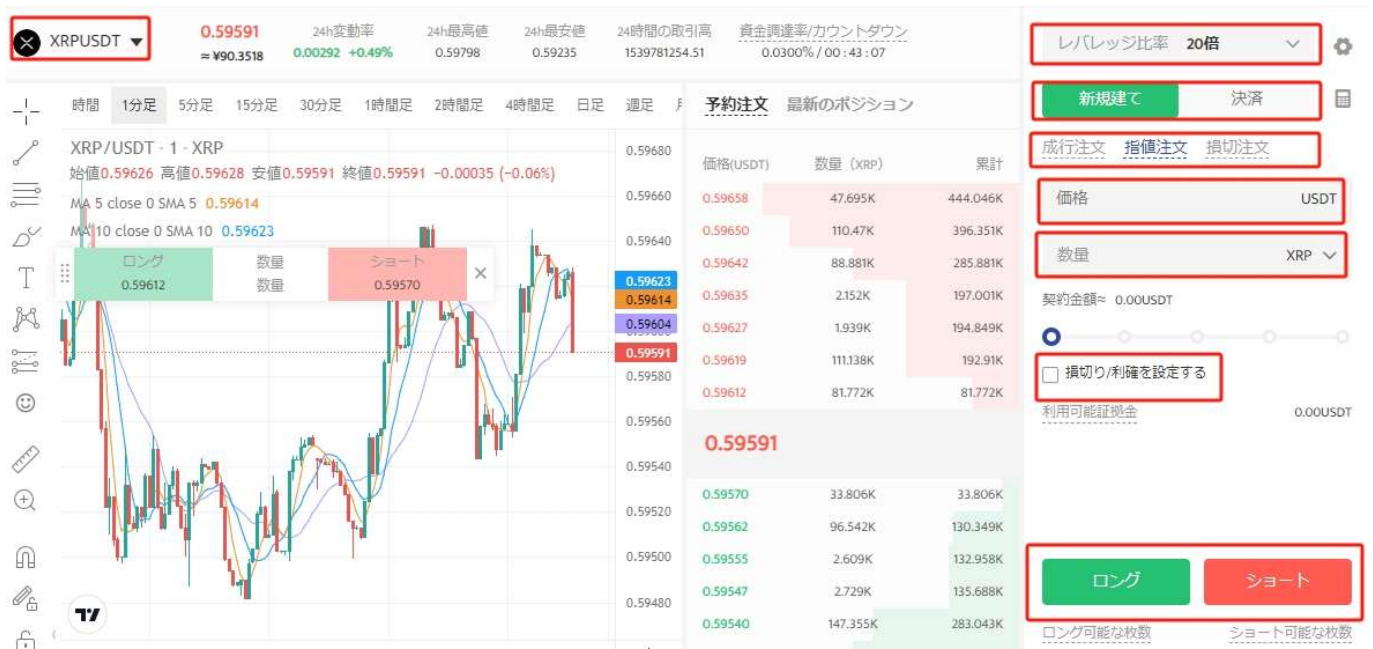 XRPUSDT
0.59591
≈ ¥90.3518
24h変動率
0.00292 +0.49%
24h最高値
0.59798
24h最安値
0.59235
24時間の取引高
1539781254.51
資金調達率/カウントダウン
0.0300% / 00 : 43 : 07
レバレッジ比率 20倍
時間 1分足 5分足 15分足 30分足 1時間足 2時間足 4時間足 日足 週足
XRP/USDT · 1 · XRP
始値0.59626 高値0.59628 安値0.59591 終値0.59591 −0.00035 (−0.06%)
MA 5 close 0 SMA 5 0.59614
MA 10 close 0 SMA 10 0.59623
ロング 数量 ショート
0.59612 数量 0.59570
0.59680
0.59660
0.59640
0.59623
0.59614
0.59604
0.59591
0.59580
0.59560
0.59540
0.59520
0.59500
0.59480
予約注文 最新のポジション
価格(USDT) 数量 (XRP) 累計
0.59658 47.695K 444.046K
0.59650 110.47K 396.351K
0.59642 88.881K 285.881K
0.59635 2.152K 197.001K
0.59627 1.939K 194.849K
0.59619 111.138K 192.91K
0.59612 81.772K 81.772K
0.59591
0.59570 33.806K 33.806K
0.59562 96.542K 130.349K
0.59555 2.609K 132.958K
0.59547 2.729K 135.688K
0.59540 147.355K 283.043K
新規建て 決済
成行注文 指値注文 損切注文
価格 USDT
数量 XRP
契約金額≈ 0.00USDT
損切り/利確を設定する
利用可能証拠金 0.00USDT
ロング ショート
ロング可能な枚数 ショート可能な枚数